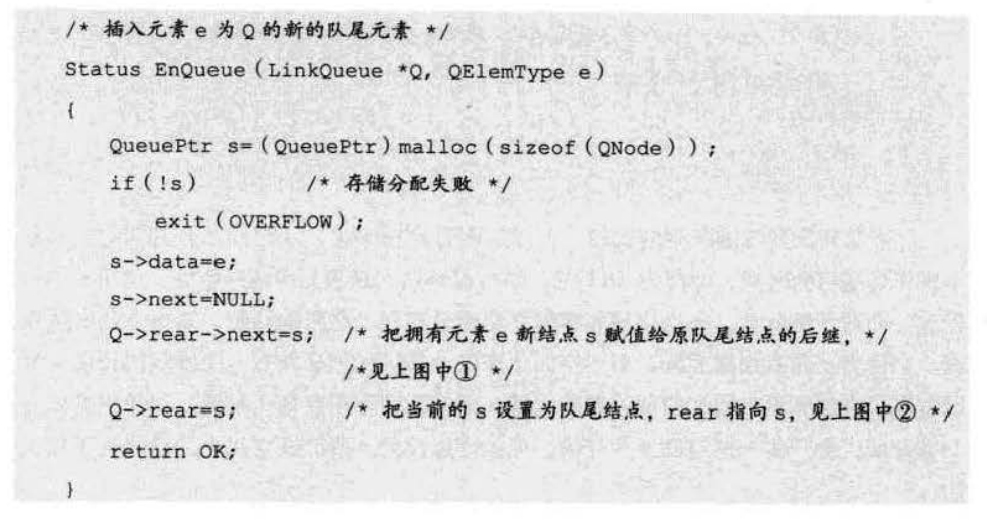 /* 插入元素 e 为 Q 的新的队尾元素 */
Status EnQueue(LinkQueue *Q, QElemType e)
{
QueuePtr s=(QueuePtr)malloc(sizeof(QNode));
if(!s) /* 存储分配失败 */
exit(OVERFLOW);
s->data=e;
s->next=NULL;
Q->rear->next=s; /* 把拥有元素 e 新结点 s 赋值给原队尾结点的后继, */
/*见上图中① */
Q->rear=s; /* 把当前的 s 设置为队尾结点, rear 指向 s, 见上图中② */
return OK;
}